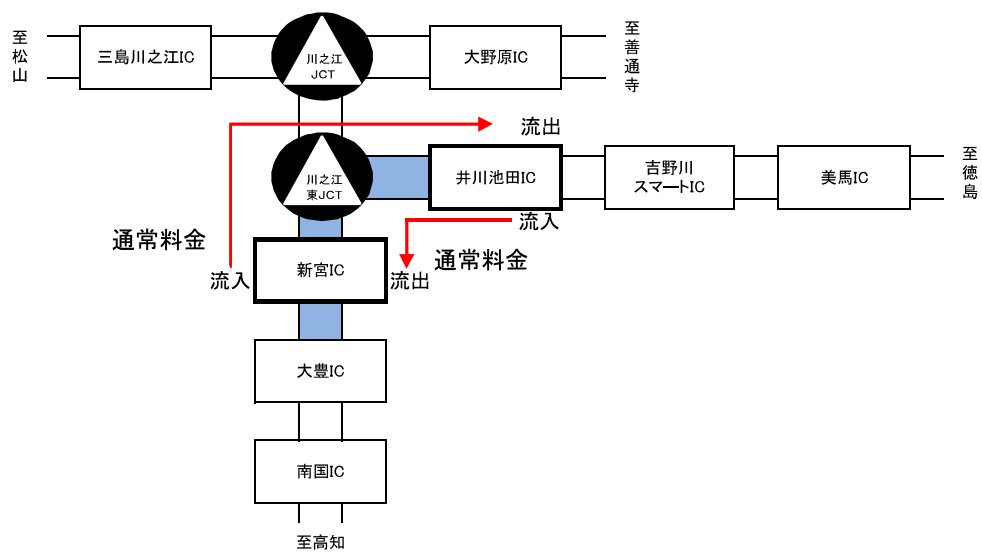 至松山
三島川之江IC
川之江
JCT
大野原IC
至善通寺
流出
川之江
東JCT
井川池田IC
吉野川
スマートIC
美馬IC
至徳島
流入
通常料金
通常料金
流入
新宮IC
流出
大豊IC
南国IC
至高知